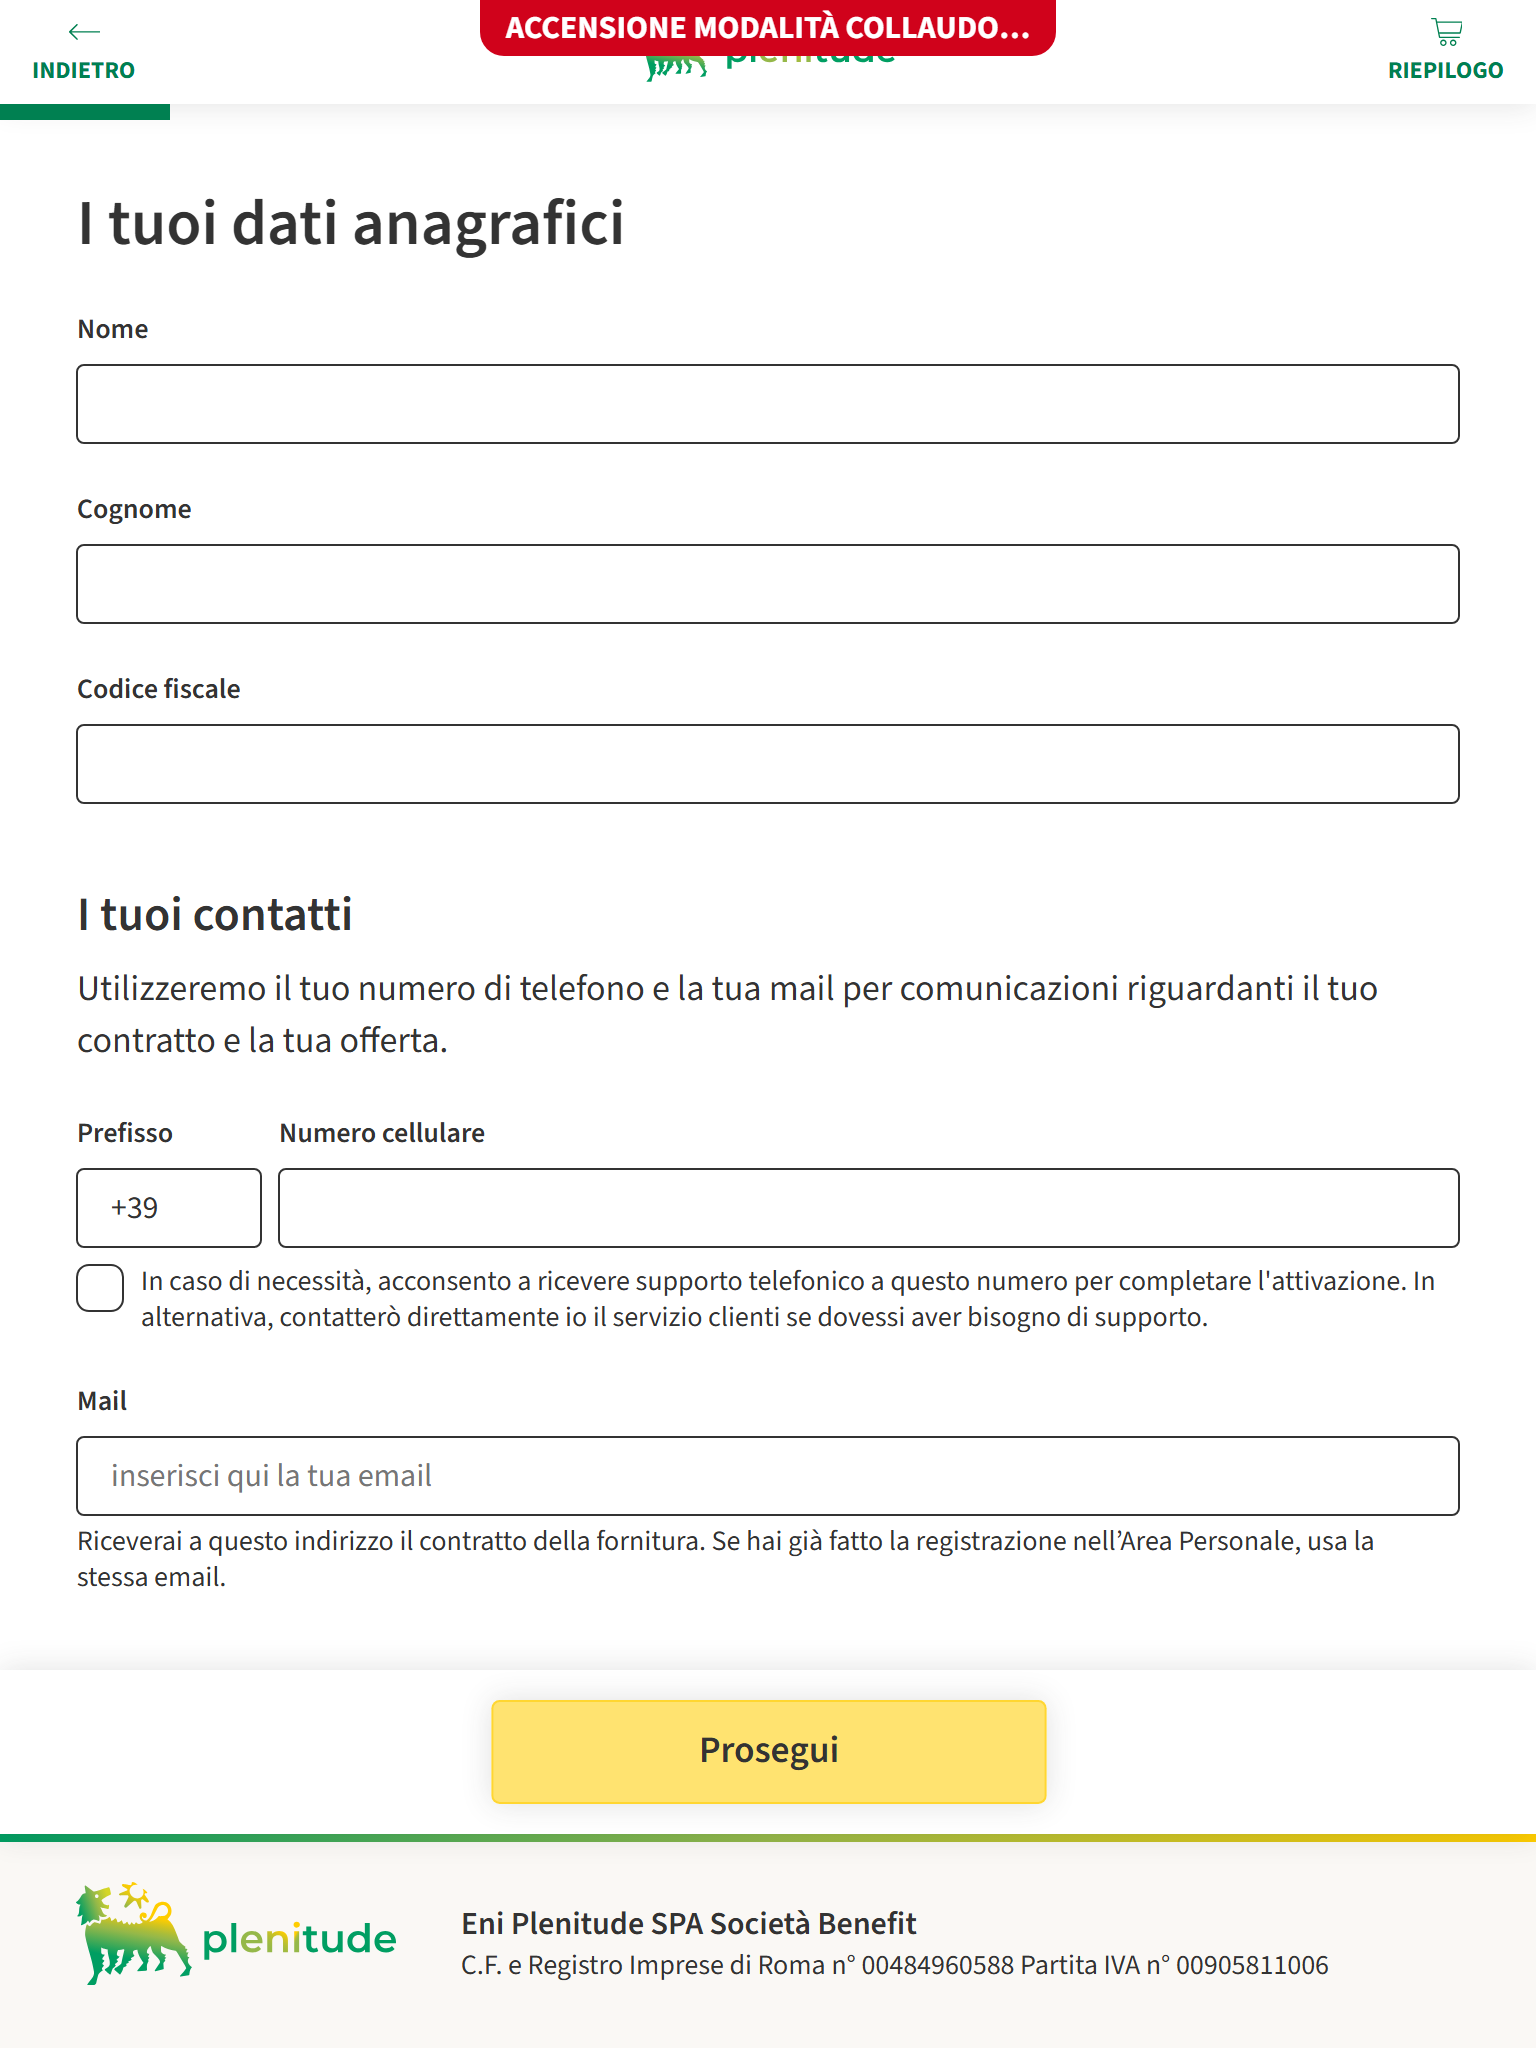 ACCENSIONE MODALITÀ COLLAUDO...
INDIETRO
plenitude
RIEPILOGO
I tuoi dati anagrafici
Nome
Cognome
Codice fiscale
I tuoi contatti
Utilizzeremo il tuo numero di telefono e la tua mail per comunicazioni riguardanti il tuo
contratto e la tua offerta.
Prefisso Numero cellulare
+39
In caso di necessità, acconsento a ricevere supporto telefonico a questo numero per completare l'attivazione. In
alternativa, contatterò direttamente io il servizio clienti se dovessi aver bisogno di supporto.
Mail
inserisci qui la tua email
Riceverai a questo indirizzo il contratto della fornitura. Se hai già fatto la registrazione nell’Area Personale, usa la
stessa email.
Prosegui
plenitude
Eni Plenitude SPA Società Benefit
C.F. e Registro Imprese di Roma n° 00484960588 Partita IVA n° 00905811006